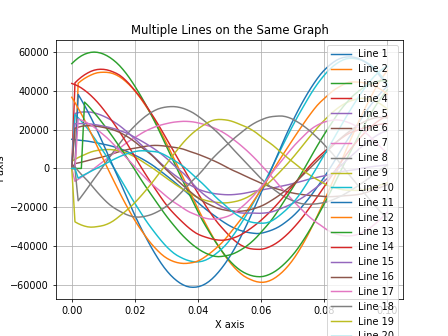 Multiple Lines on the Same Graph
60000
40000
20000
0
−20000
−40000
−60000
0.00
0.02
0.04
0.06
0.08
X axis
axis
Line 1
Line 2
Line 3
Line 4
Line 5
Line 6
Line 7
Line 8
Line 9
Line 10
Line 11
Line 12
Line 13
Line 14
Line 15
Line 16
Line 17
Line 18
Line 19
Line 20